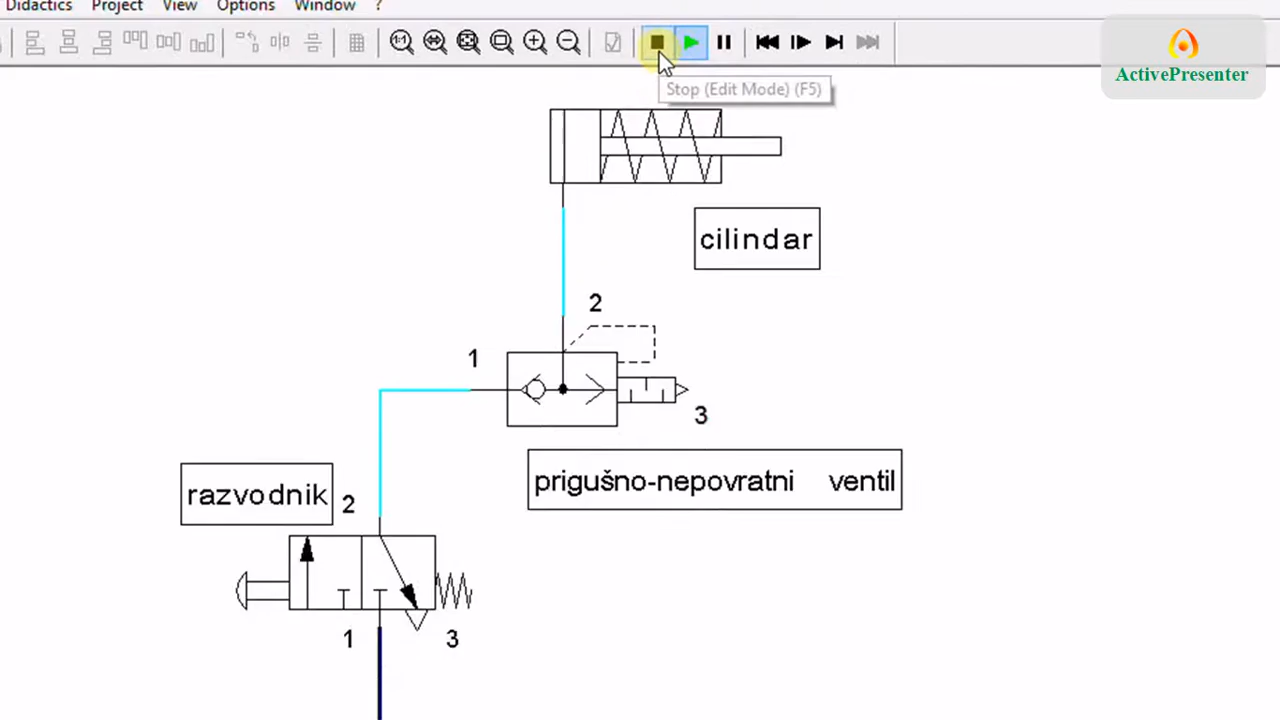 Didactics Project View Options Window ?
ActivePresenter
Stop (Edit Mode) (F5)
cilindar
2
1
3
prigušno-nepovratni ventil
razvodnik
2
1
3